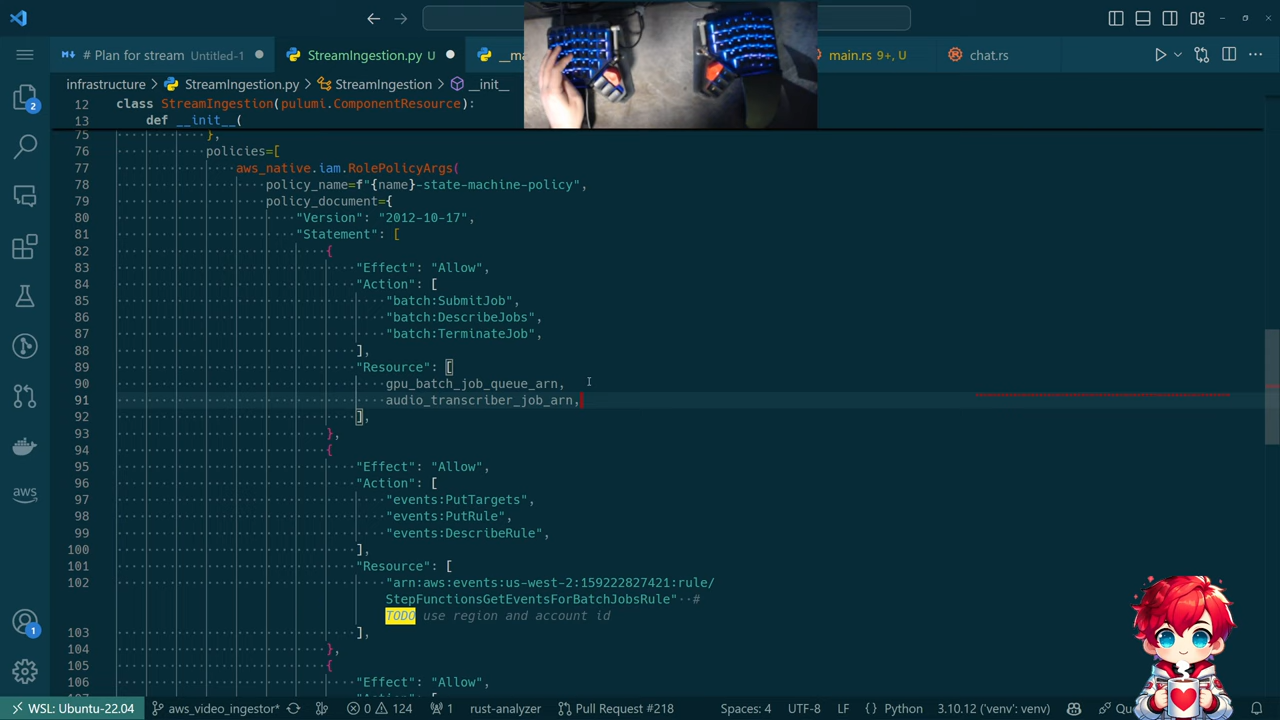 # Plan for stream Untitled-1
StreamIngestion.py U
main.rs 9+, U
chat.rs
infrastructure > StreamIngestion.py > StreamIngestion > __init__
12 class StreamIngestion(pulumi.ComponentResource):
13 def __init__(
75 },
76 policies=[
77 aws_native.iam.RolePolicyArgs(
78 policy_name=f"{name}-state-machine-policy",
79 policy_document={
80 "Version": "2012-10-17",
81 "Statement": [
82 {
83 "Effect": "Allow",
84 "Action": [
85 "batch:SubmitJob",
86 "batch:DescribeJobs",
87 "batch:TerminateJob",
88 ],
89 "Resource": [
90 gpu_batch_job_queue_arn,
91 audio_transcriber_job_arn,
92 ],
93 },
94 {
95 "Effect": "Allow",
96 "Action": [
97 "events:PutTargets",
98 "events:PutRule",
99 "events:DescribeRule",
100 ],
101 "Resource": [
102 "arn:aws:events:us-west-2:159222827421:rule/
StepFunctionsGetEventsForBatchJobsRule" #
TODO use region and account id
103 ],
104 },
105 {
106 "Effect": "Allow",
2
aws
1
WSL: Ubuntu-22.04 aws_video_ingestor* 0 124 1 rust-analyzer Pull Request #218 Spaces: 4 UTF-8 LF Python 3.10.12 ('venv': venv)